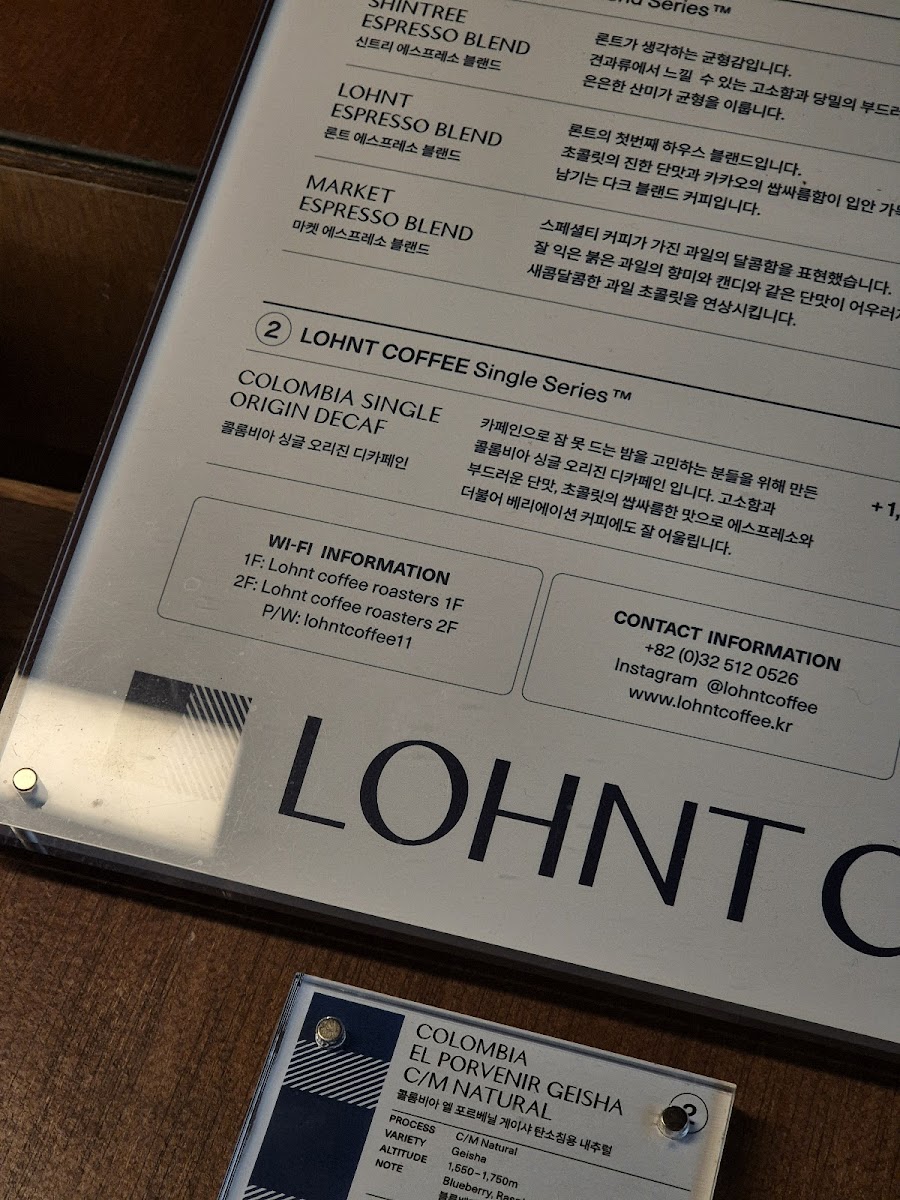 Series™
SHINTREE
ESPRESSO BLEND
신트리 에스프레소 블랜드
론트가 생각하는 균형감입니다.
견과류에서 느낄 수 있는 고소함과 당밀의
은은한 산미가 균형을 이룹니다.
LOHNT
ESPRESSO BLEND
론트 에스프레소 블랜드
론트의 첫번째 하우스 블랜드입니다.
초콜릿의 진한 단맛과 카카오의 쌉싸름함이 입안
남기는 다크 블랜드 커피입니다.
MARKET
ESPRESSO BLEND
마켓 에스프레소 블랜드
스페셜티 커피가 가진 과일의 달콤함을 표현했습니다.
잘 익은 붉은 과일의 향미와 캔디와 같은 단맛이
새콤달콤한 과일 초콜릿을 연상시킵니다.
2 LOHNT COFFEE Single Series™
COLOMBIA SINGLE
ORIGIN DECAF
콜롬비아 싱글 오리진 디카페인
카페인으로 잠 못 드는 밤을 고민하는 분들을 위해 만든
콜롬비아 싱글 오리진 디카페인 입니다. 고소함과
부드러운 단맛, 초콜릿의 쌉싸름한 맛으로 에스프레소와
더불어 베리에이션 커피에도 잘 어울립니다.
+1,
WI-FI INFORMATION
1F: Lohnt coffee roasters 1F
2F: Lohnt coffee roasters 2F
P/W: lohntcoffee11
CONTACT INFORMATION
+82 (0)32 512 0526
Instagram @lohntcoffee
www.lohntcoffee.kr
LOHNT
COLOMBIA
EL PORVENIR GEISHA
C/M NATURAL
콜롬비아 엘 포르베닐 게이샤 탄소침용 내추럴
2
PROCESS C/M Natural
VARIETY Geisha
ALTITUDE 1,550–1,750m
NOTE Blueberry,